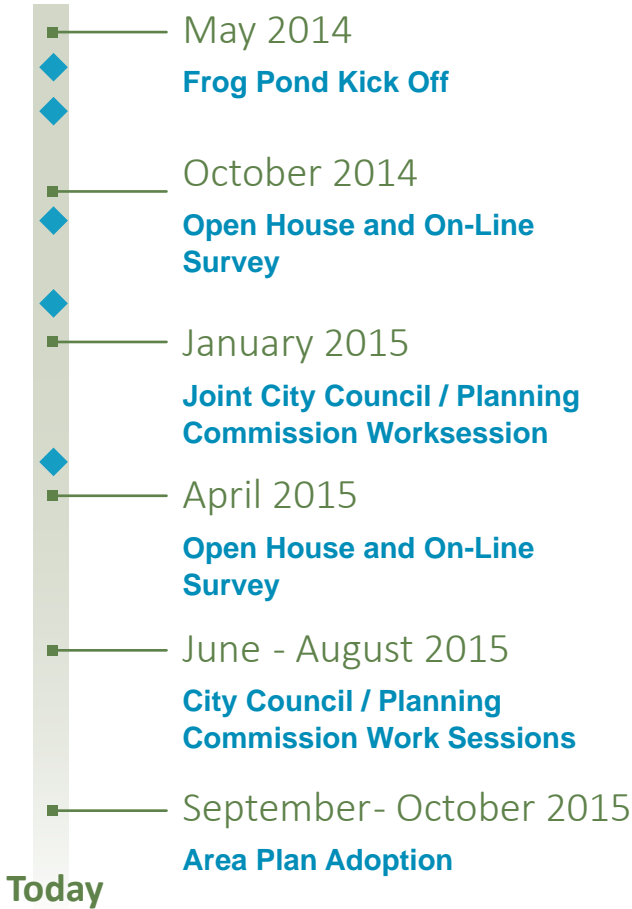 May 2014
Frog Pond Kick Off
October 2014
Open House and On-Line
Survey
January 2015
Joint City Council / Planning
Commission Worksession
April 2015
Open House and On-Line
Survey
June - August 2015
City Council / Planning
Commission Work Sessions
September- October 2015
Area Plan Adoption
Today